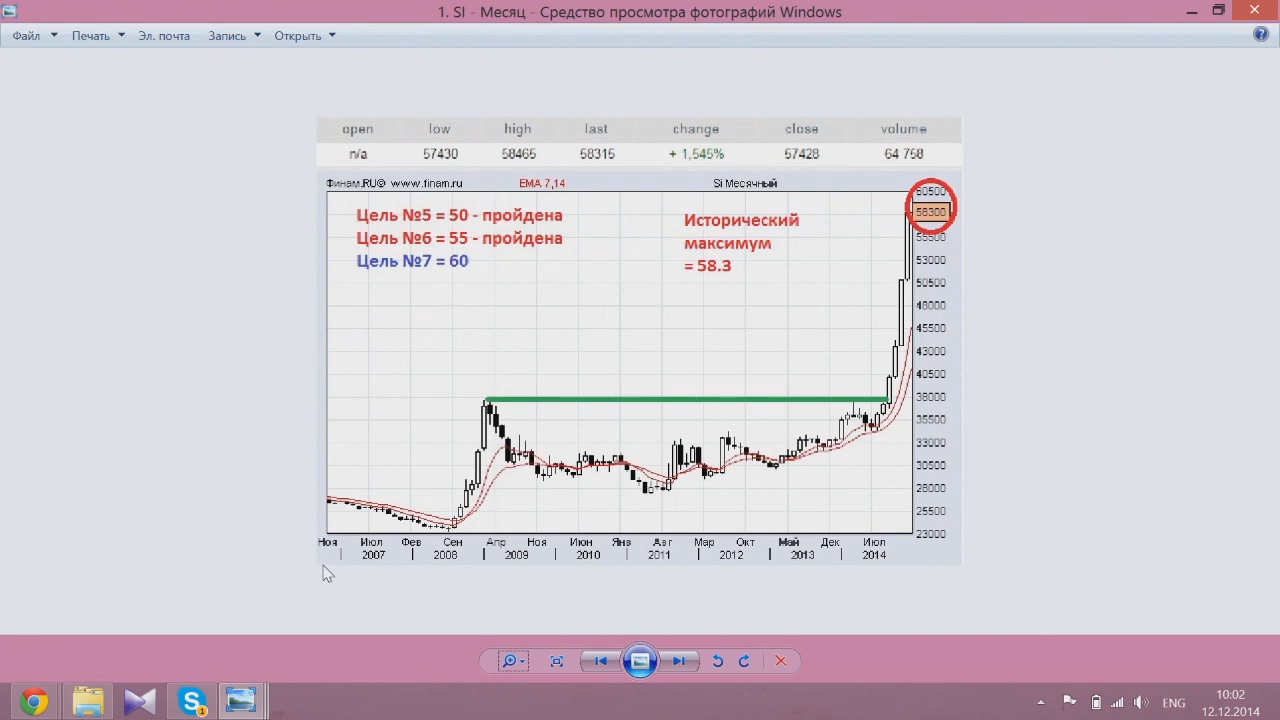 1. SI - Месяц - Средство просмотра фотографий Windows
Файл Печать Эл. почта Запись Открыть
open low high last change close volume
n/a 57430 58465 58315 + 1,545% 57428 64 758
Финам.RU© www.finam.ru EMA 7,14 Si Месячный
Цель №5 = 50 - пройдена
Цель №6 = 55 - пройдена
Цель №7 = 60
Исторический
максимум
= 58.3
60500
58300
55500
53000
50500
48000
45500
43000
40500
38000
35500
33000
30500
28000
25500
23000
Ноя Июл Фев Сен Апр Ноя Июн Янв Авг Мар Окт Май Дек Июл
2007 2008 2009 2010 2011 2012 2013 2014
1
ENG
10:02
12.12.2014